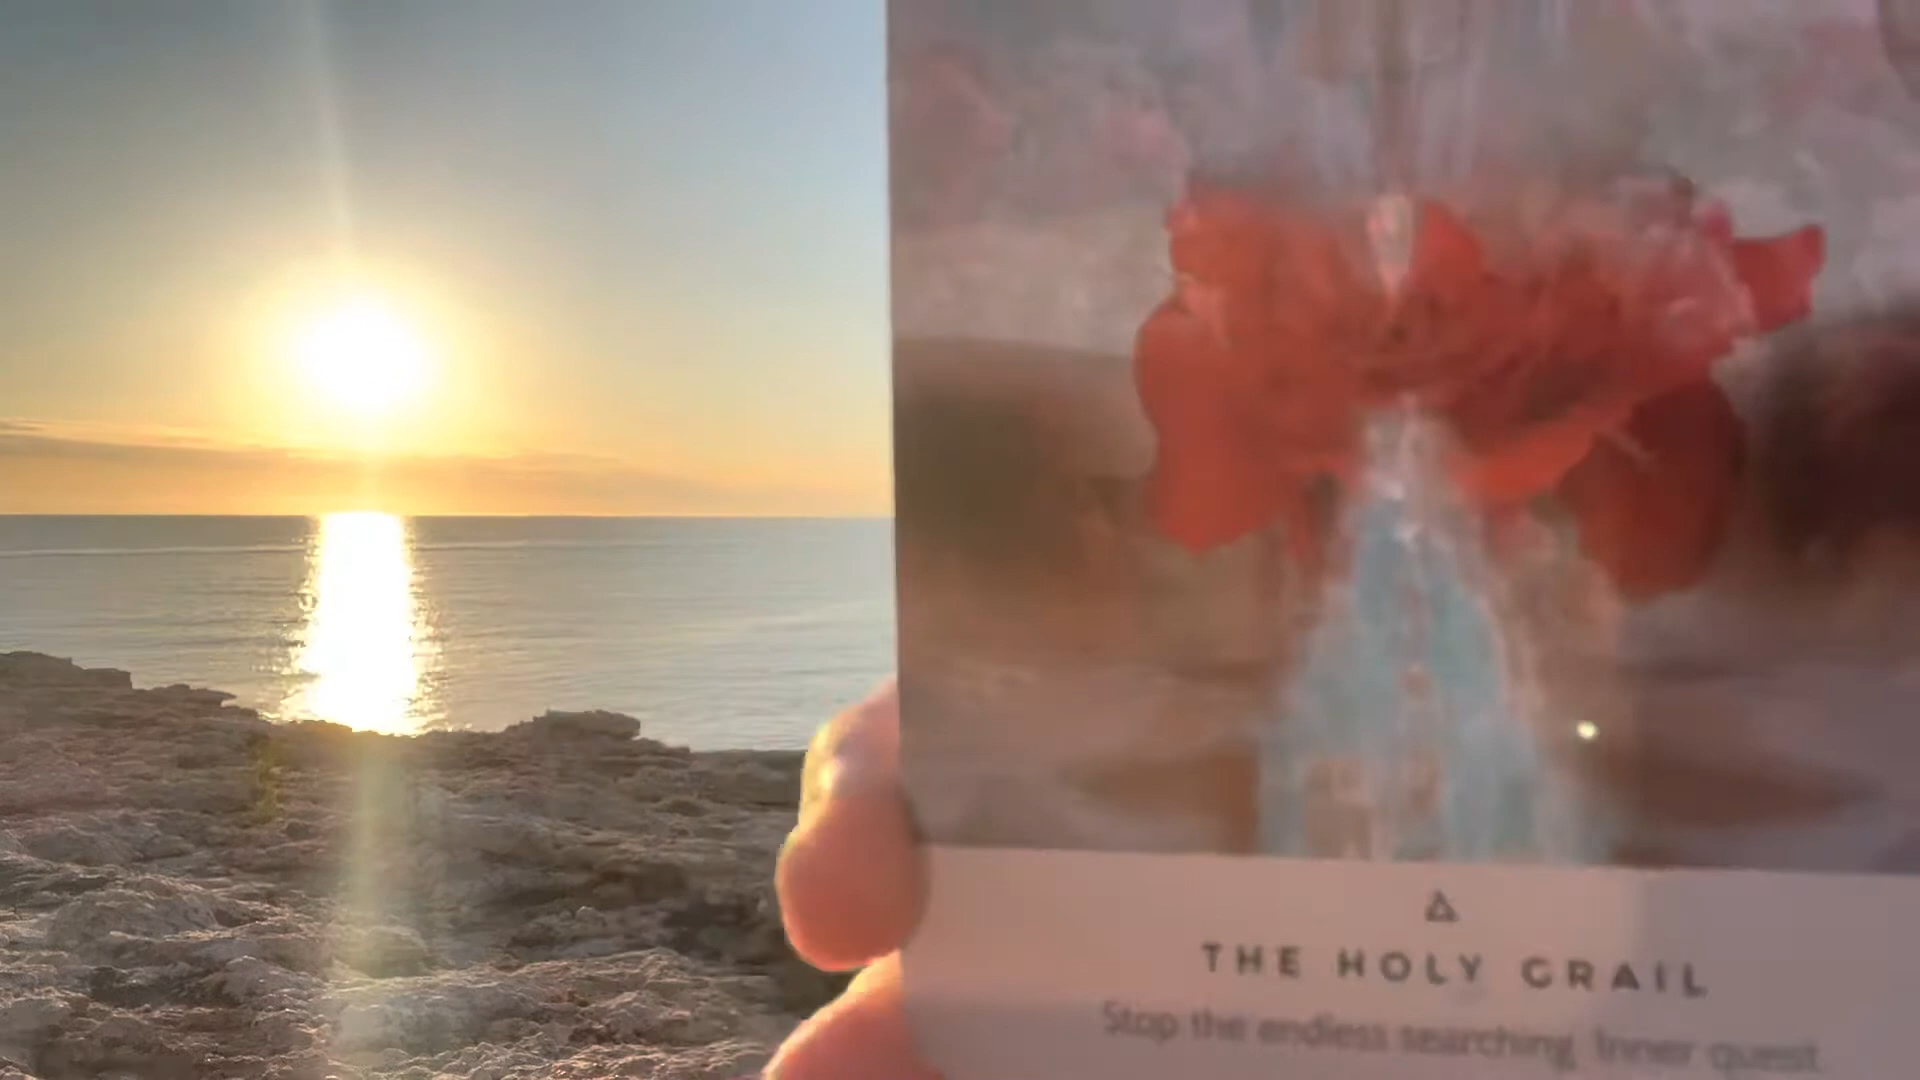 THE HOLY GRAIL
Stop the endless searching. Inner quest.